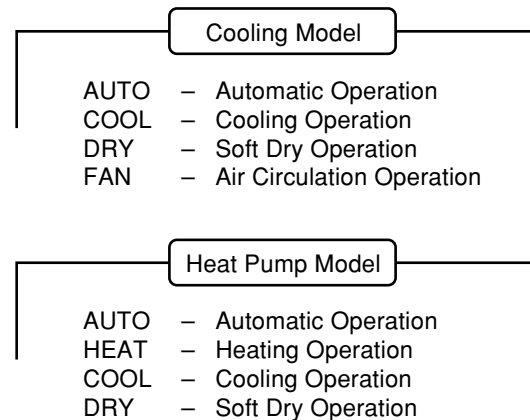 Cooling Model
AUTO – Automatic Operation
COOL – Cooling Operation
DRY – Soft Dry Operation
FAN – Air Circulation Operation
Heat Pump Model
AUTO – Automatic Operation
HEAT – Heating Operation
COOL – Cooling Operation
DRY – Soft Dry Operation